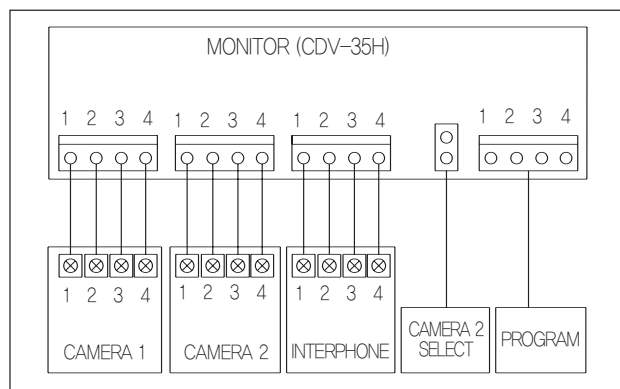 MONITOR (CDV-35H)
1 2 3 4 1 2 3 4 1 2 3 4 1 2 3 4
1 2 3 4 1 2 3 4 1 2 3 4
CAMERA 1
CAMERA 2
INTERPHONE
CAMERA 2
SELECT
PROGRAM